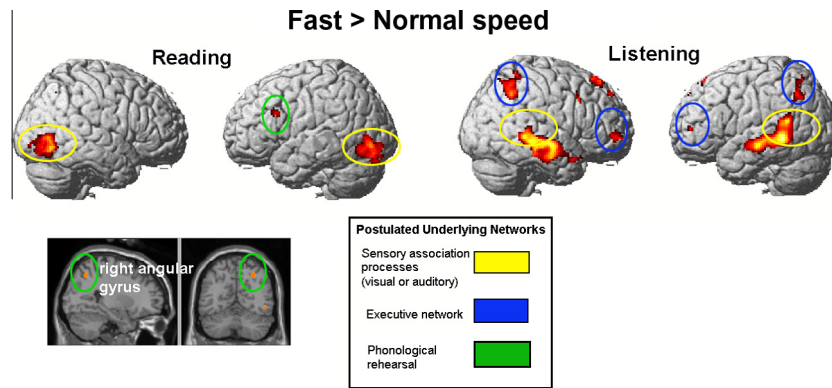 Fast > Normal speed
Reading
Listening
right angular
gyrus
Postulated Underlying Networks
Sensory association
processes
(visual or auditory)
Executive network
Phonological
rehearsal